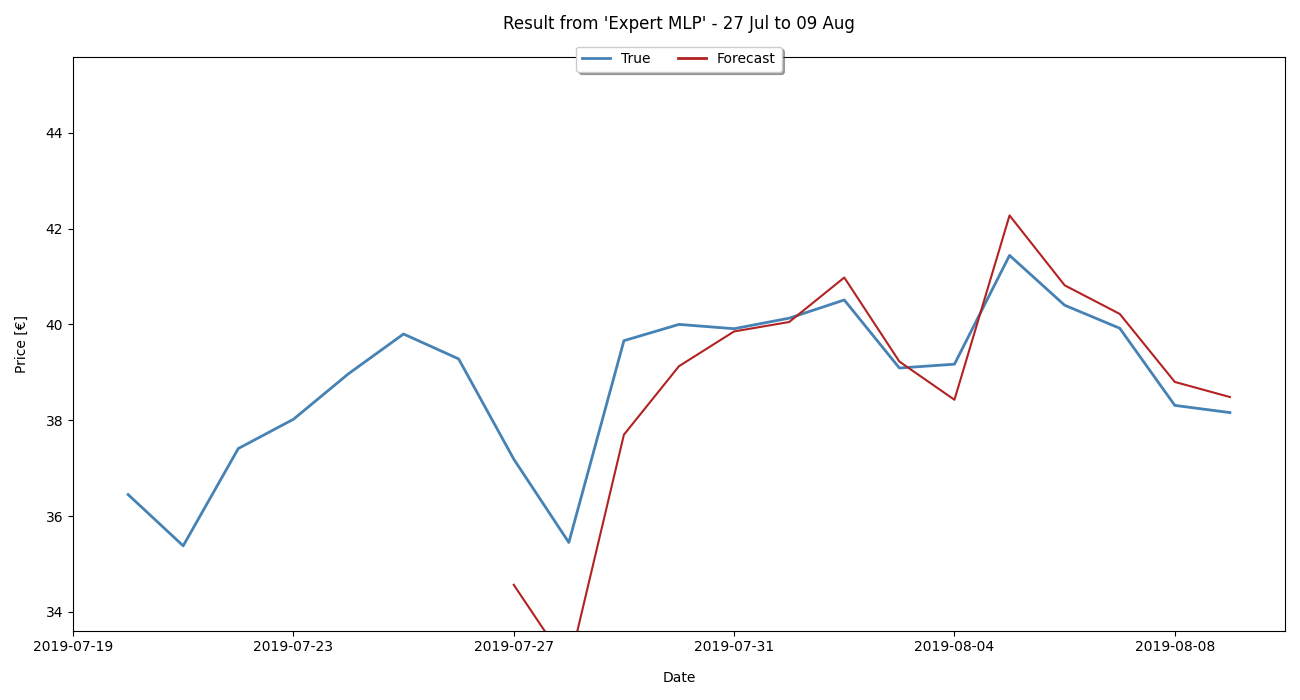 Result from 'Expert MLP' - 27 Jul to 09 Aug
True Forecast
44
42
40
38
36
34
Price [€]
2019-07-19 2019-07-23 2019-07-27 2019-07-31 2019-08-04 2019-08-08
Date